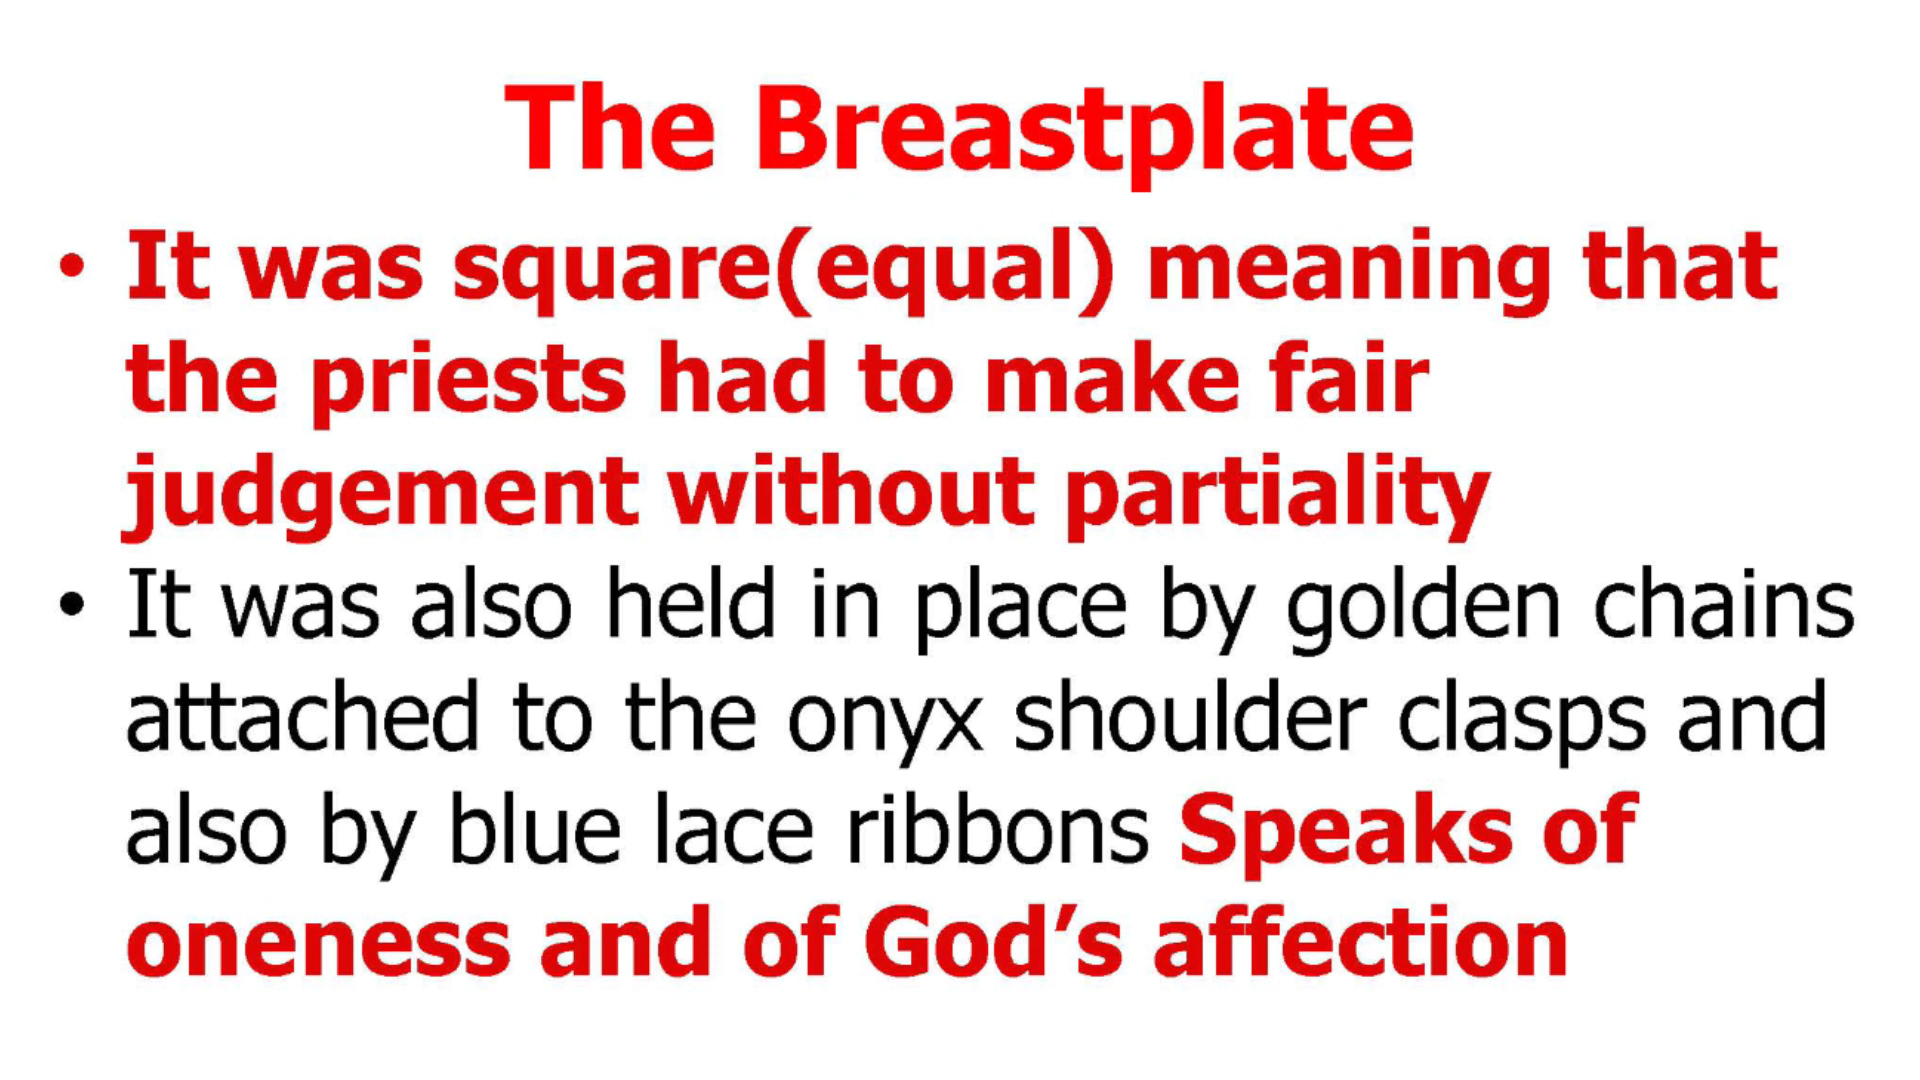 The Breastplate
• It was square(equal) meaning that
the priests had to make fair
judgement without partiality
• It was also held in place by golden chains
attached to the onyx shoulder clasps and
also by blue lace ribbons Speaks of
oneness and of God’s affection